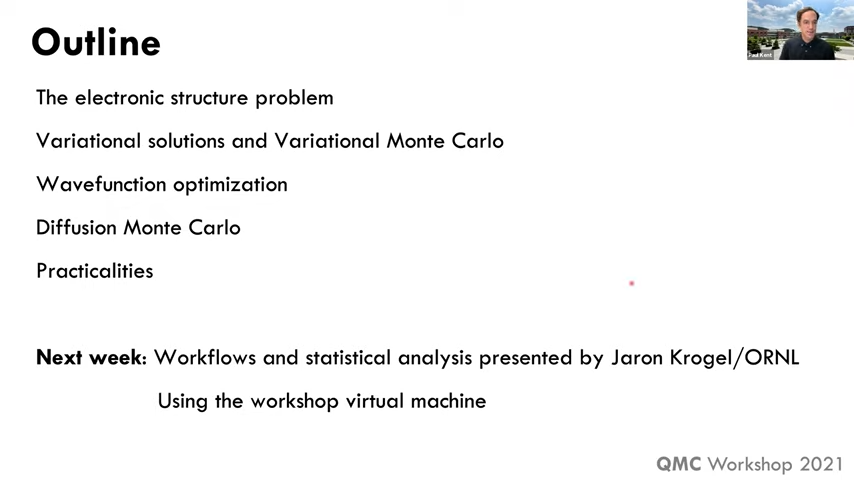 Outline
Paul Kent
The electronic structure problem
Variational solutions and Variational Monte Carlo
Wavefunction optimization
Diffusion Monte Carlo
Practicalities
Next week: Workflows and statistical analysis presented by Jaron Krogel/ORNL
Using the workshop virtual machine
QMC Workshop 2021